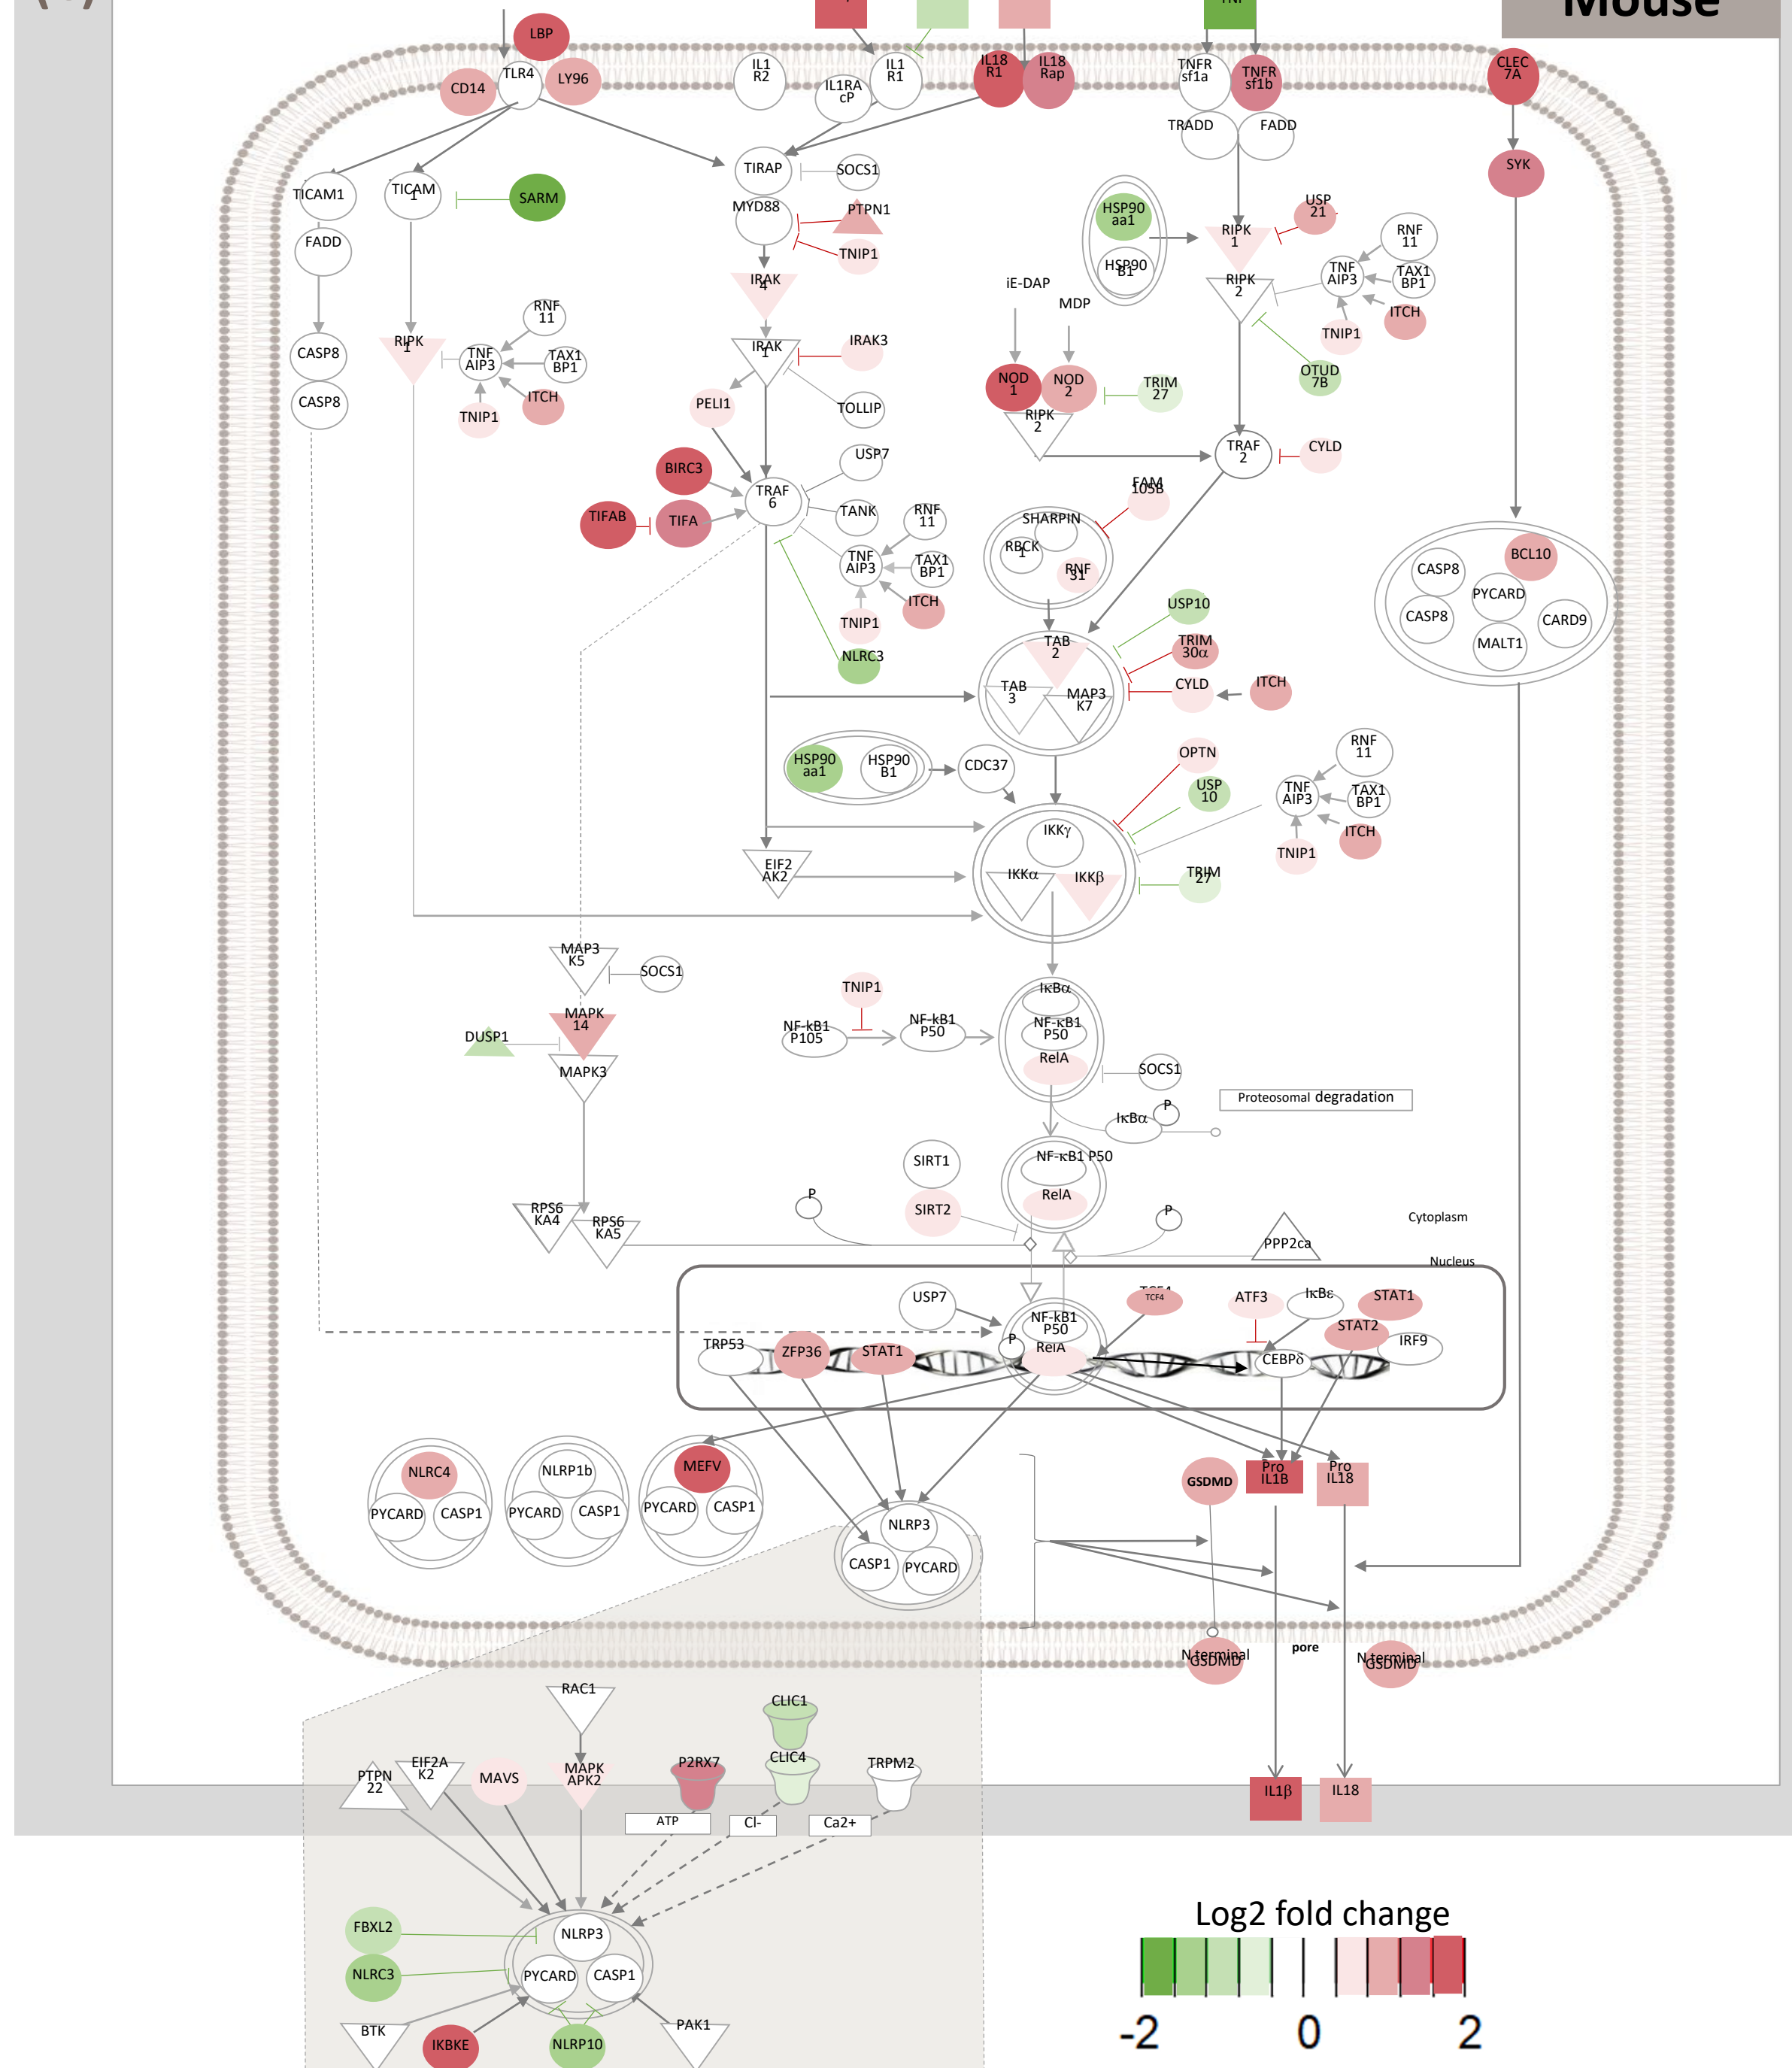 Mouse
LBP
TLR4
LY96
CD14
IL1
R2
IL1
R1
IL1RA
cP
IL18
R1
IL18
Rap
TNFR
sf1a
TNFR
sf1b
CLEC
7A
TRADD
FADD
SYK
TICAM1
TICAM
1
SARM
TIRAP
SOCS1
MYD88
PTPN1
TNIP1
FADD
IRAK
4
HSP90
aa1
HSP90
B1
RIPK
1
USP
21
RIPK
2
TNF
AIP3
RNF
11
TAX1
BP1
ITCH
TNIP1
OTUD
7B
iE-DAP
MDP
CASP8
CASP8
RIPK
1
TNF
AIP3
RNF
11
TAX1
BP1
ITCH
TNIP1
IRAK
1
IRAK3
PELI1
TOLLIP
NOD
1
NOD
2
TRIM
27
RIPK
2
TRAF
2
CYLD
BIRC3
TIFAB
TIFA
TRAF
6
USP7
TANK
TNF
AIP3
RNF
11
TAX1
BP1
ITCH
TNIP1
NLRC3
FAM
105B
SHARPIN
RBCK
1
RNF
31
BCL10
CASP8
PYCARD
CASP8
CARD9
MALT1
USP10
TRIM
30α
CYLD
ITCH
TAB
2
TAB
3
MAP3
K7
HSP90
aa1
HSP90
B1
CDC37
OPTN
USP
10
TNF
AIP3
RNF
11
TAX1
BP1
ITCH
TNIP1
TRIM
27
IKKγ
IKKα
IKKβ
EIF2
AK2
MAP3
K5
SOCS1
MAPK
14
DUSP1
MAPK3
TNIP1
NF-kB1
P105
NF-kB1
P50
IκBα
NF-κB1
P50
RelA
SOCS1
Proteosomal degradation
IκBα
P
NF-κB1 P50
RelA
SIRT1
SIRT2
RPS6
KA4
RPS6
KA5
P
P
PPP2ca
Cytoplasm
Nucleus
USP7
NF-kB1
P50
P
RelA
TCF4
ATF3
IκBε
STAT1
STAT2
IRF9
TRP53
ZFP36
STAT1
CEBPδ
NLRC4
PYCARD
CASP1
NLRP1b
PYCARD
CASP1
MEFV
PYCARD
CASP1
NLRP3
CASP1
PYCARD
GSDMD
Pro
IL1B
Pro
IL18
N terminal
GSDMD
pore
N terminal
GSDMD
RAC1
CLIC1
PTPN
22
EIF2A
K2
MAVS
MAPK
APK2
P2RX7
CLIC4
TRPM2
ATP
Cl-
Ca2+
IL1β
IL18
FBXL2
NLRC3
NLRP3
PYCARD
CASP1
BTK
IKBKE
NLRP10
PAK1
Log2 fold change
-2
0
2